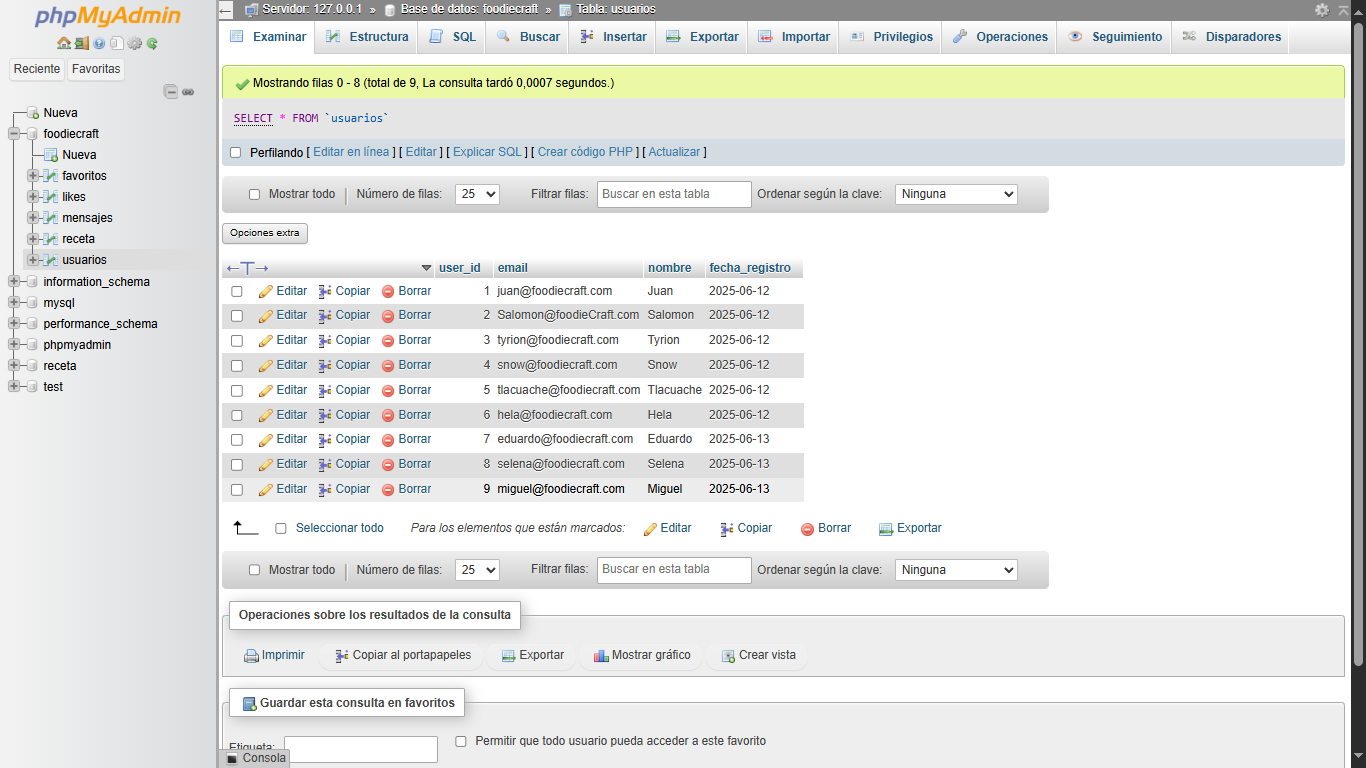 phpMyAdmin
Reciente Favoritas
Nueva
foodiecraft
Nueva
favoritos
likes
mensajes
receta
usuarios
information_schema
mysql
performance_schema
phpmyadmin
receta
test
Servidor: 127.0.0.1 » Base de datos: foodiecraft » Tabla: usuarios
Examinar Estructura SQL Buscar Insertar Exportar Importar Privilegios Operaciones Seguimiento Disparadores
Mostrando filas 0 - 8 (total de 9, La consulta tardó 0,0007 segundos.)
SELECT * FROM `usuarios`
Perfilando [ Editar en línea ] [ Editar ] [ Explicar SQL ] [ Crear código PHP ] [ Actualizar ]
Mostrar todo | Número de filas: 25 Filtrar filas: Buscar en esta tabla Ordenar según la clave: Ninguna
Opciones extra
←T→ user_id email nombre fecha_registro
Editar Copiar Borrar 1 juan@foodiecraft.com Juan 2025-06-12
Editar Copiar Borrar 2 Salomon@foodieCraft.com Salomon 2025-06-12
Editar Copiar Borrar 3 tyrion@foodiecraft.com Tyrion 2025-06-12
Editar Copiar Borrar 4 snow@foodiecraft.com Snow 2025-06-12
Editar Copiar Borrar 5 tlacuache@foodiecraft.com Tlacuache 2025-06-12
Editar Copiar Borrar 6 hela@foodiecraft.com Hela 2025-06-12
Editar Copiar Borrar 7 eduardo@foodiecraft.com Eduardo 2025-06-13
Editar Copiar Borrar 8 selena@foodiecraft.com Selena 2025-06-13
Editar Copiar Borrar 9 miguel@foodiecraft.com Miguel 2025-06-13
Seleccionar todo Para los elementos que están marcados: Editar Copiar Borrar Exportar
Mostrar todo | Número de filas: 25 Filtrar filas: Buscar en esta tabla Ordenar según la clave: Ninguna
Operaciones sobre los resultados de la consulta
Imprimir Copiar al portapapeles Exportar Mostrar gráfico Crear vista
Guardar esta consulta en favoritos
Etiqueta: Permitir que todo usuario pueda acceder a este favorito
Consola